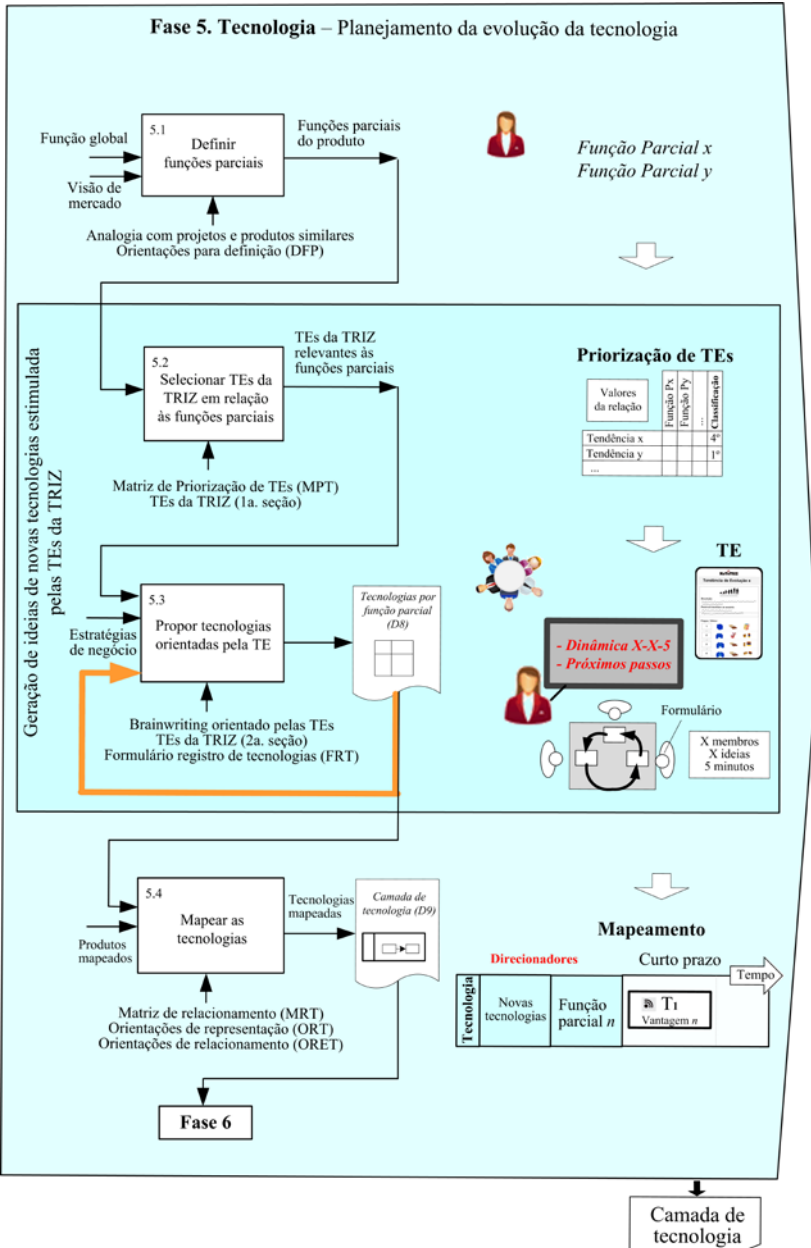 Fase 5. Tecnologia – Planejamento da evolução da tecnologia
5.1
Definir
funções parciais
Função global
Visão de
mercado
Funções parciais
do produto
Analogia com projetos e produtos similares
Orientações para definição (DFP)
Função Parcial x
Função Parcial y
Geração de ideias de novas tecnologias estimulada
pelas TEs da TRIZ
5.2
Selecionar TEs da
TRIZ em relação
às funções parciais
TEs da TRIZ
relevantes às
funções parciais
Matriz de Priorização de TEs (MPT)
TEs da TRIZ (1a. seção)
Priorização de TEs
Valores
da relação
Função Px
Função Py
...
Classificação
Tendência x
4º
Tendência y
1º
...
5.3
Propor tecnologias
orientadas pela TE
Estratégias
de negócio
Tecnologias por
função parcial
(D8)
Brainwriting orientado pelas TEs
TEs da TRIZ (2a. seção)
Formulário registro de tecnologias (FRT)
TE
Tendência de Evolução x
- Dinâmica X-X-5
- Próximos passos
Formulário
X membros
X ideias
5 minutos
5.4
Mapear as
tecnologias
Produtos
mapeados
Tecnologias
mapeadas
Camada de
tecnologia (D9)
Matriz de relacionamento (MRT)
Orientações de representação (ORT)
Orientações de relacionamento (ORET)
Fase 6
Mapeamento
Direcionadores
Curto prazo
Tempo
Tecnologia
Novas
tecnologias
Função
parcial n
T1
Vantagem n
Camada de
tecnologia